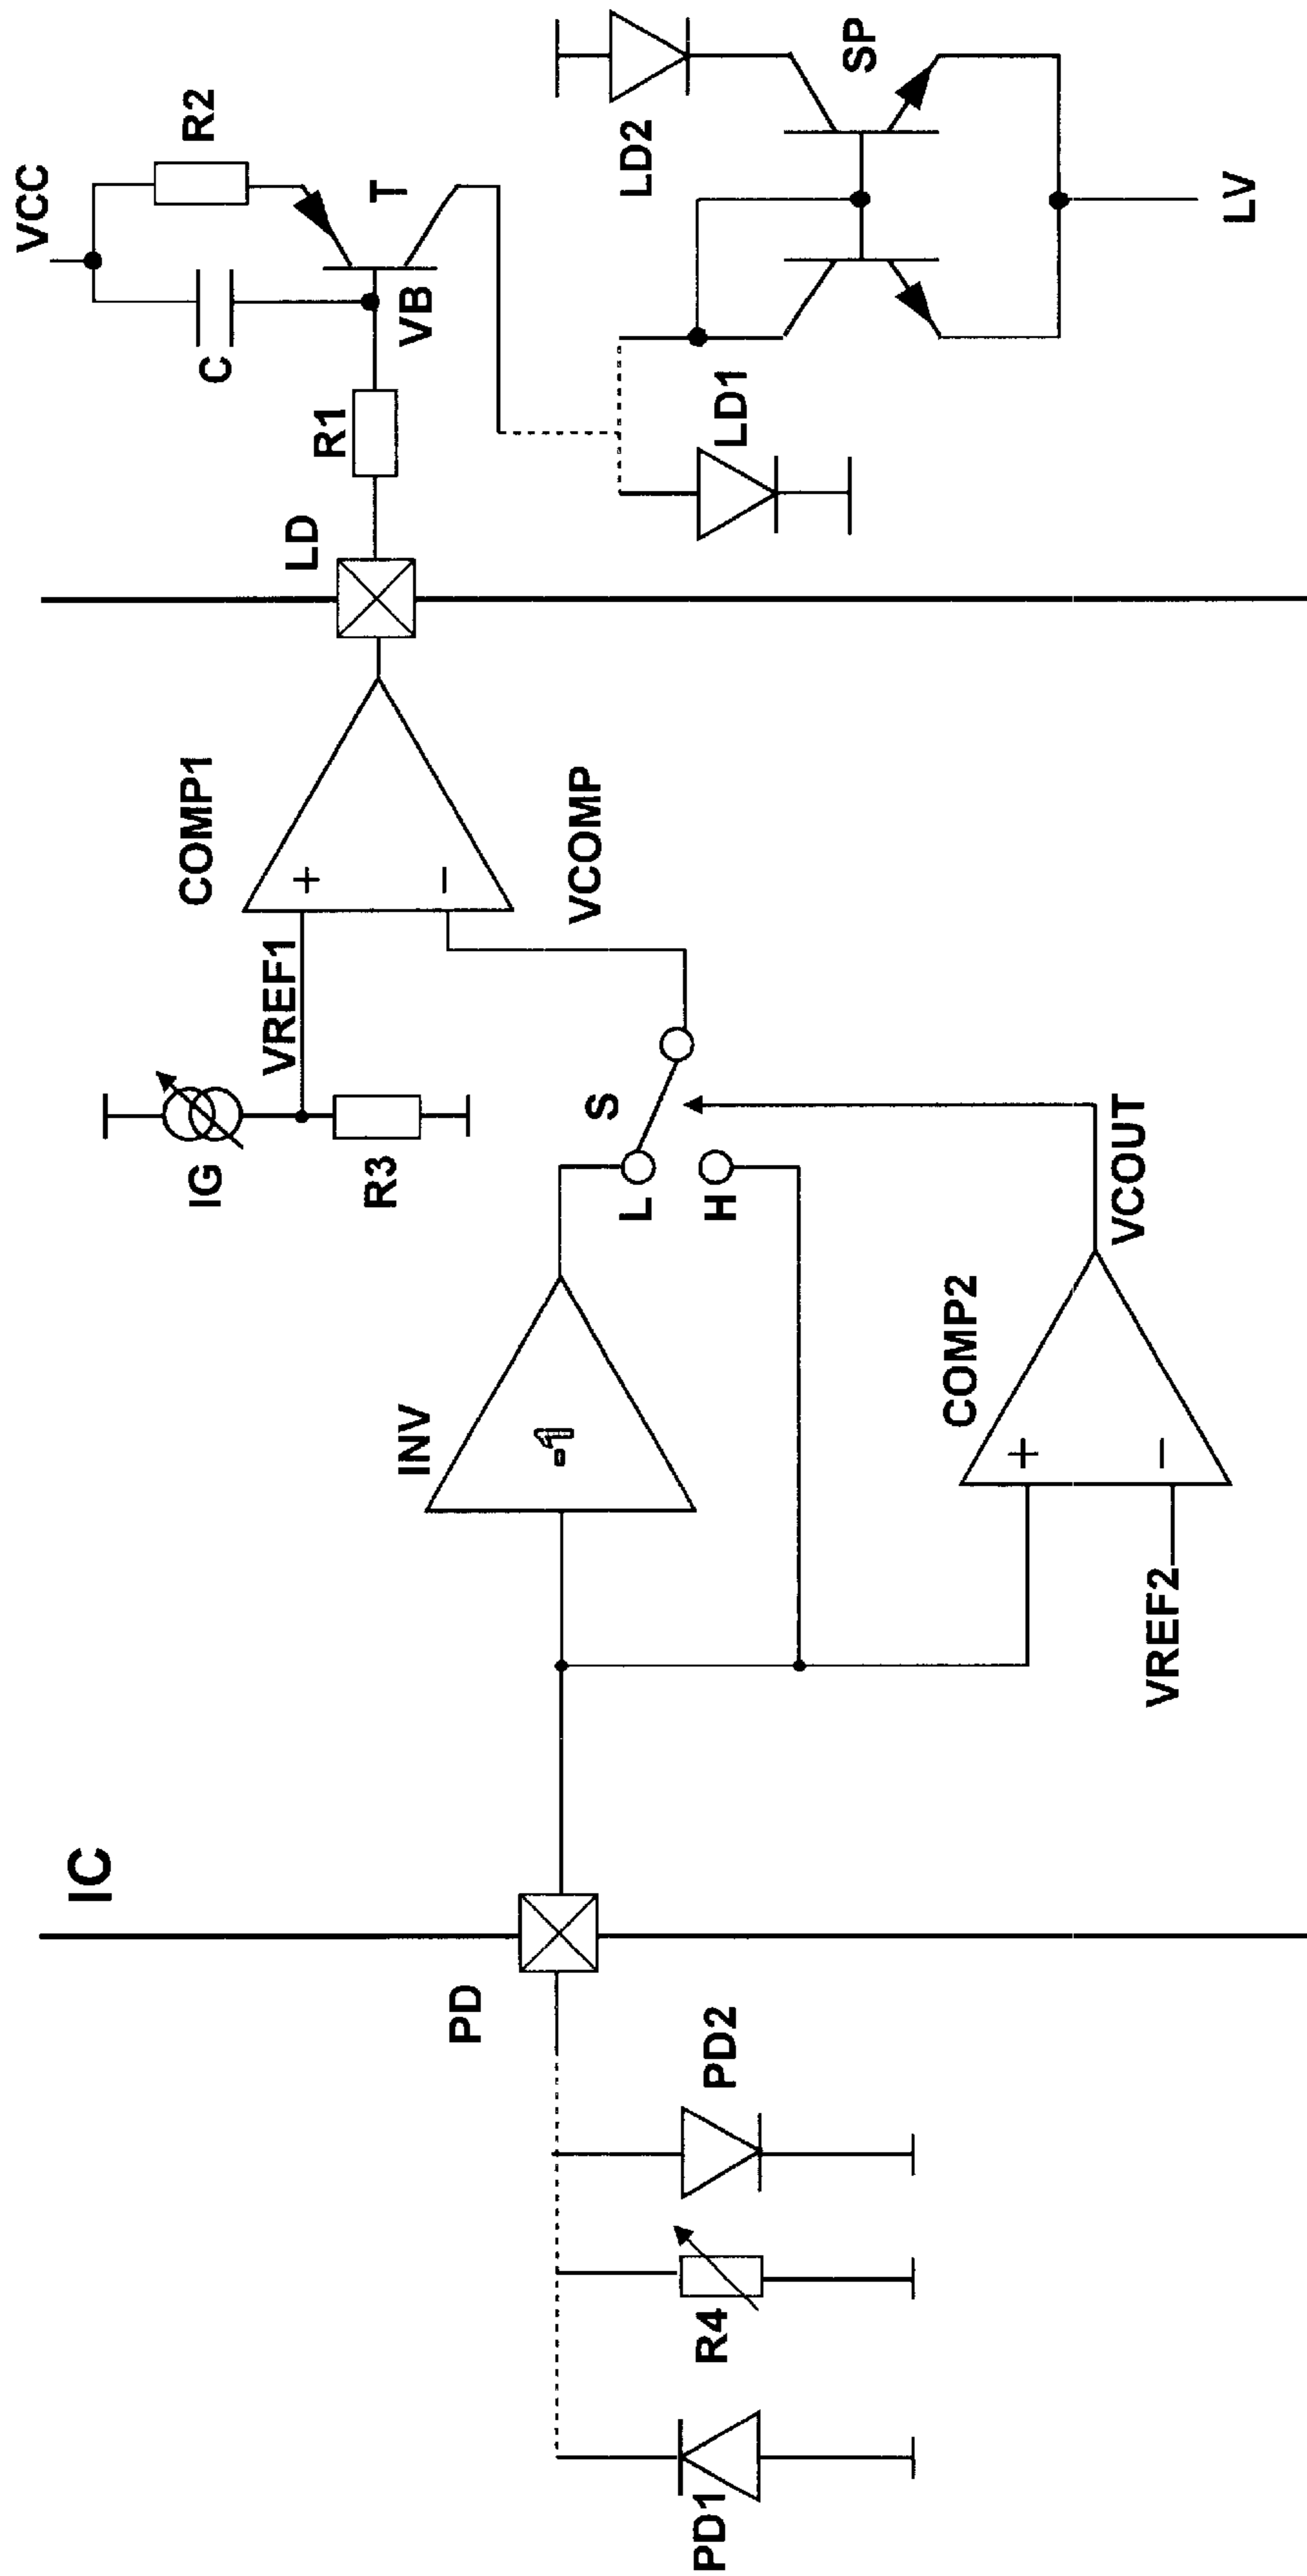 IC
PD
PD1
R4
PD2
INV
-1
COMP2
+
−
VREF2
VCOUT
L
H
S
IG
R3
VREF1
COMP1
+
−
VCOMP
LD
R1
C
VCC
R2
VB
T
LD1
LD2
SP
LV